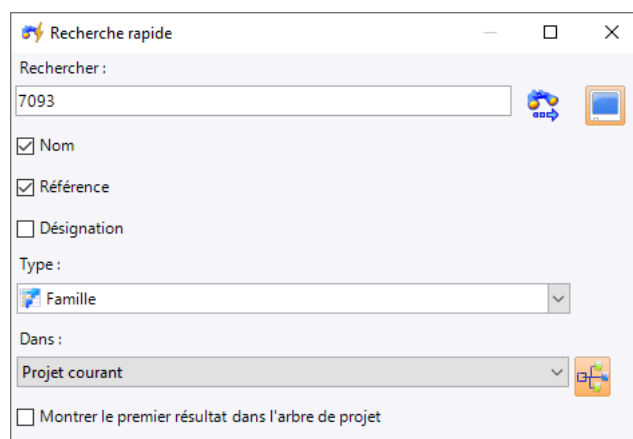 Recherche rapide
Rechercher :
7093
Nom
Référence
Désignation
Type :
Famille
Dans :
Projet courant
Montrer le premier résultat dans l'arbre de projet